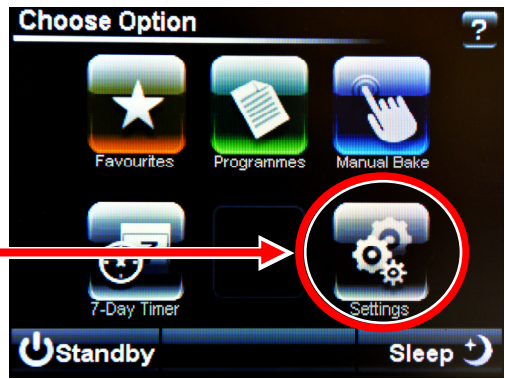 Choose Option
?
Favourites
Programmes
Manual Bake
7-Day Timer
Settings
Standby
Sleep